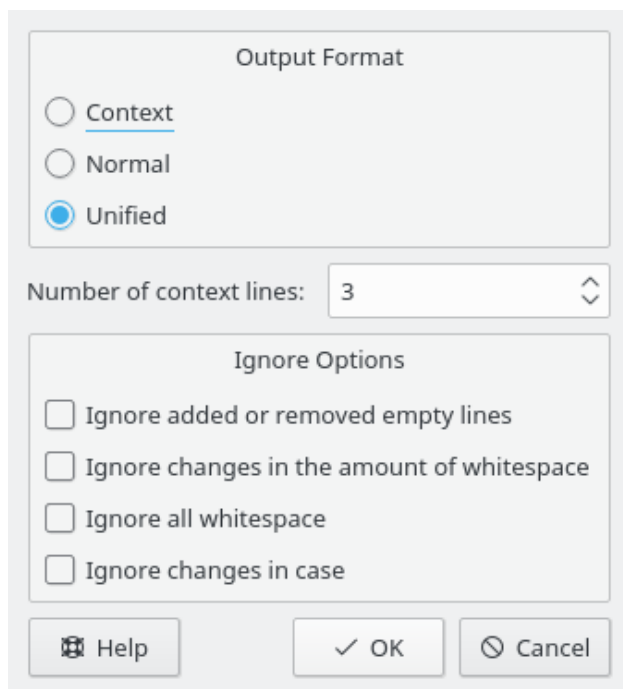 Output Format
Context
Normal
Unified
Number of context lines: 3
Ignore Options
Ignore added or removed empty lines
Ignore changes in the amount of whitespace
Ignore all whitespace
Ignore changes in case
Help OK Cancel